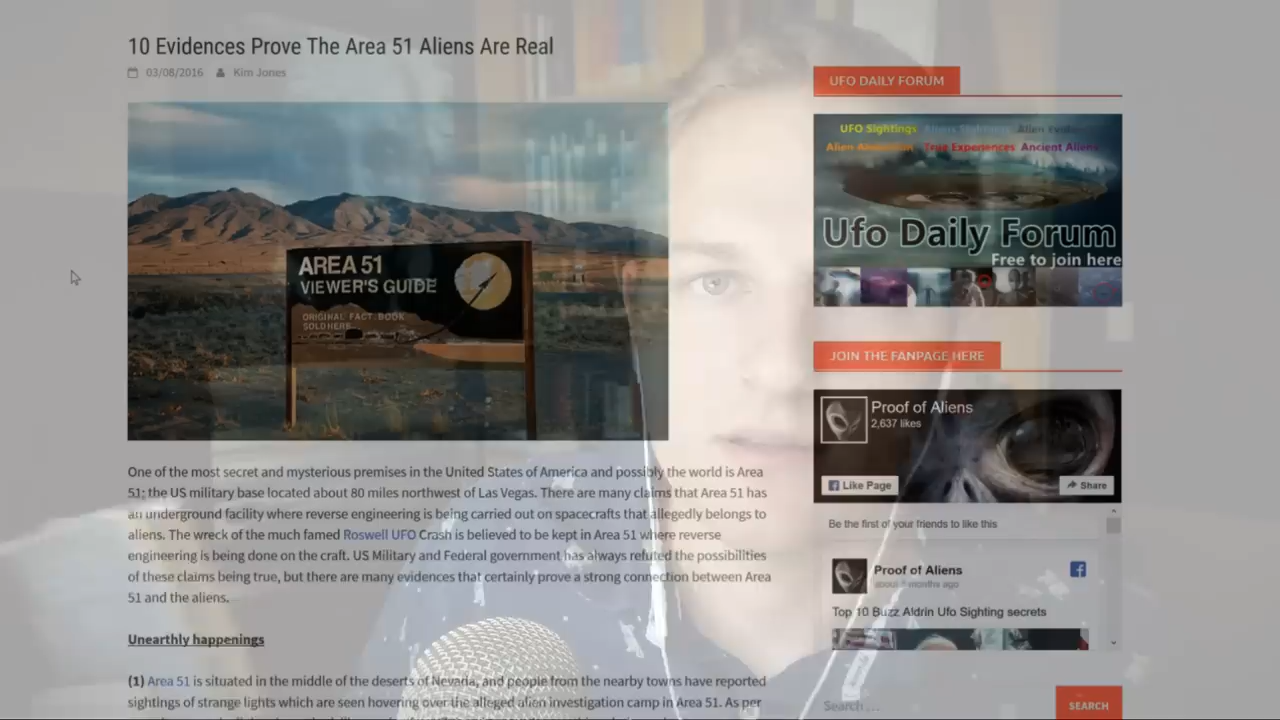 10 Evidences Prove The Area 51 Aliens Are Real
03/08/2016 Kim Jones
AREA 51
VIEWER'S GUIDE
ORIGINAL FACT BOOK
SOLD HERE
One of the most secret and mysterious premises in the United States of America and possibly the world is Area
51; the US military base located about 80 miles northwest of Las Vegas. There are many claims that Area 51 has
an underground facility where reverse engineering is being carried out on spacecrafts that allegedly belongs to
aliens. The wreck of the much famed Roswell UFO Crash is believed to be kept in Area 51 where reverse
engineering is being done on the craft. US Military and Federal government has always refuted the possibilities
of these claims being true, but there are many evidences that certainly prove a strong connection between Area
51 and the aliens.
Unearthly happenings
(1) Area 51 is situated in the middle of the deserts of Nevada, and people from the nearby towns have reported
sightings of strange lights which are seen hovering over the alleged alien investigation camp in Area 51. As per
UFO DAILY FORUM
UFO Sightings Aliens Sightings Alien
Alien Abduction True Experiences Ancient Aliens
Ufo Daily Forum
Free to join here
JOIN THE FANPAGE HERE
Proof of Aliens
2,637 likes
Like Page
Share
Be the first of your friends to like this
Proof of Aliens
about months ago
Top 10 Buzz Aldrin Ufo Sighting secrets
Search ...
SEARCH